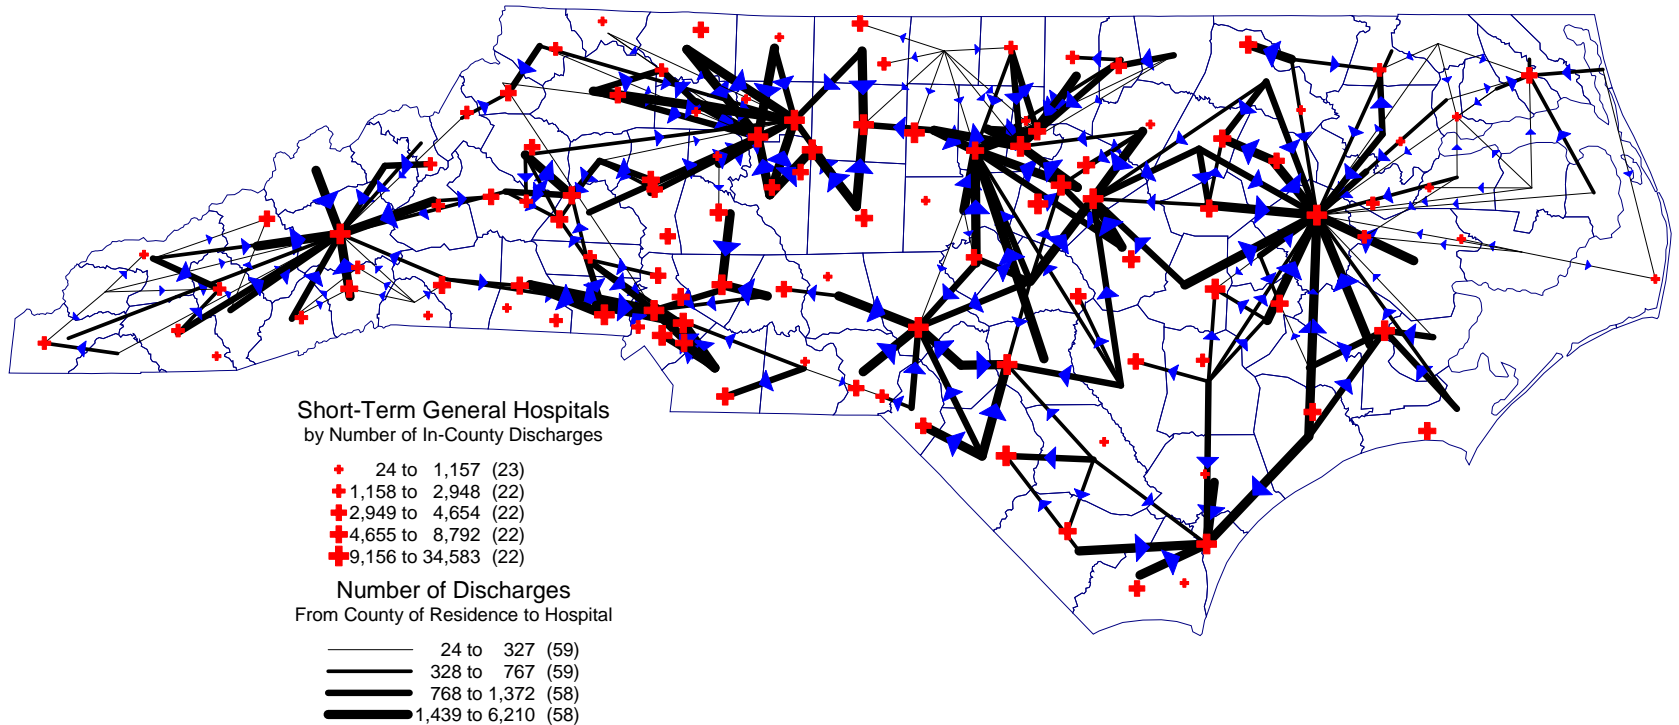 Short-Term General Hospitals
by Number of In-County Discharges
24 to 1,157 (23)
1,158 to 2,948 (22)
2,949 to 4,654 (22)
4,655 to 8,792 (22)
9,156 to 34,583 (22)
Number of Discharges
From County of Residence to Hospital
24 to 327 (59)
328 to 767 (59)
768 to 1,372 (58)
1,439 to 6,210 (58)